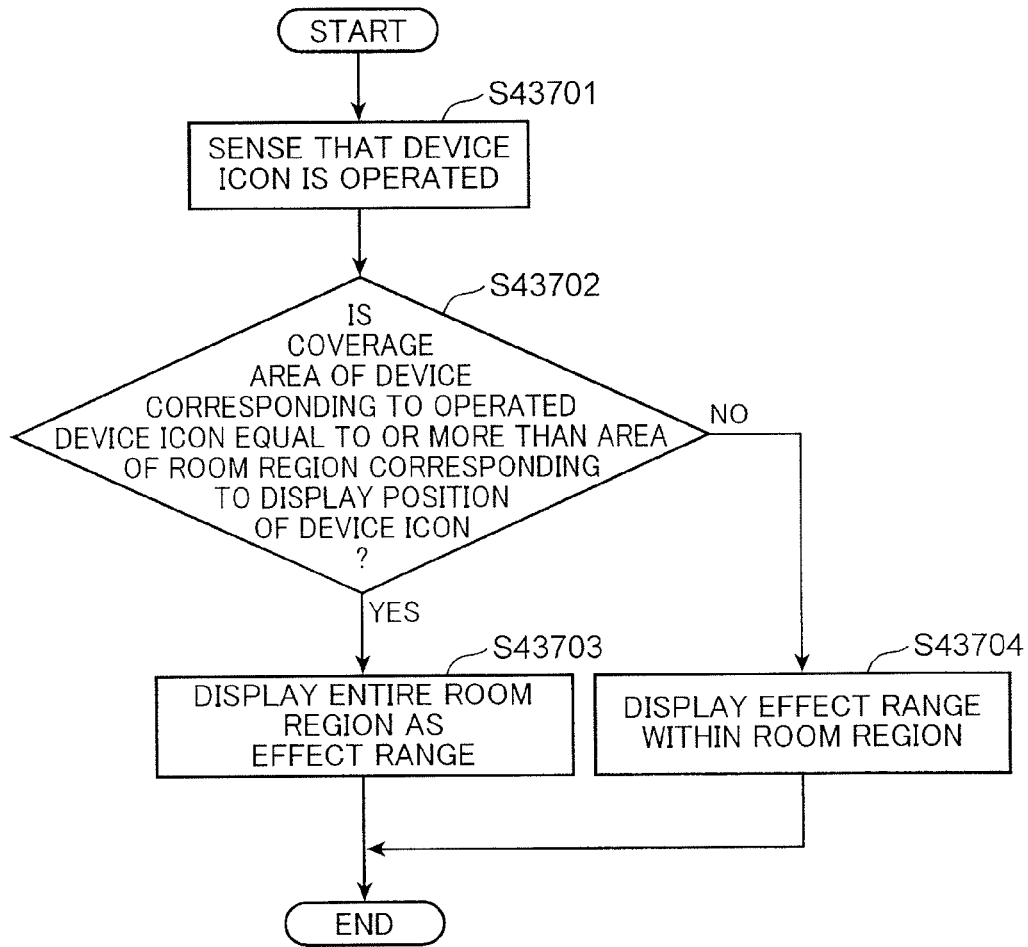 START
S43701
SENSE THAT DEVICE
ICON IS OPERATED
S43702
IS
COVERAGE
AREA OF DEVICE
CORRESPONDING TO OPERATED
DEVICE ICON EQUAL TO OR MORE THAN AREA
OF ROOM REGION CORRESPONDING
TO DISPLAY POSITION
OF DEVICE ICON
?
NO
YES
S43703
DISPLAY ENTIRE ROOM
REGION AS
EFFECT RANGE
S43704
DISPLAY EFFECT RANGE
WITHIN ROOM REGION
END